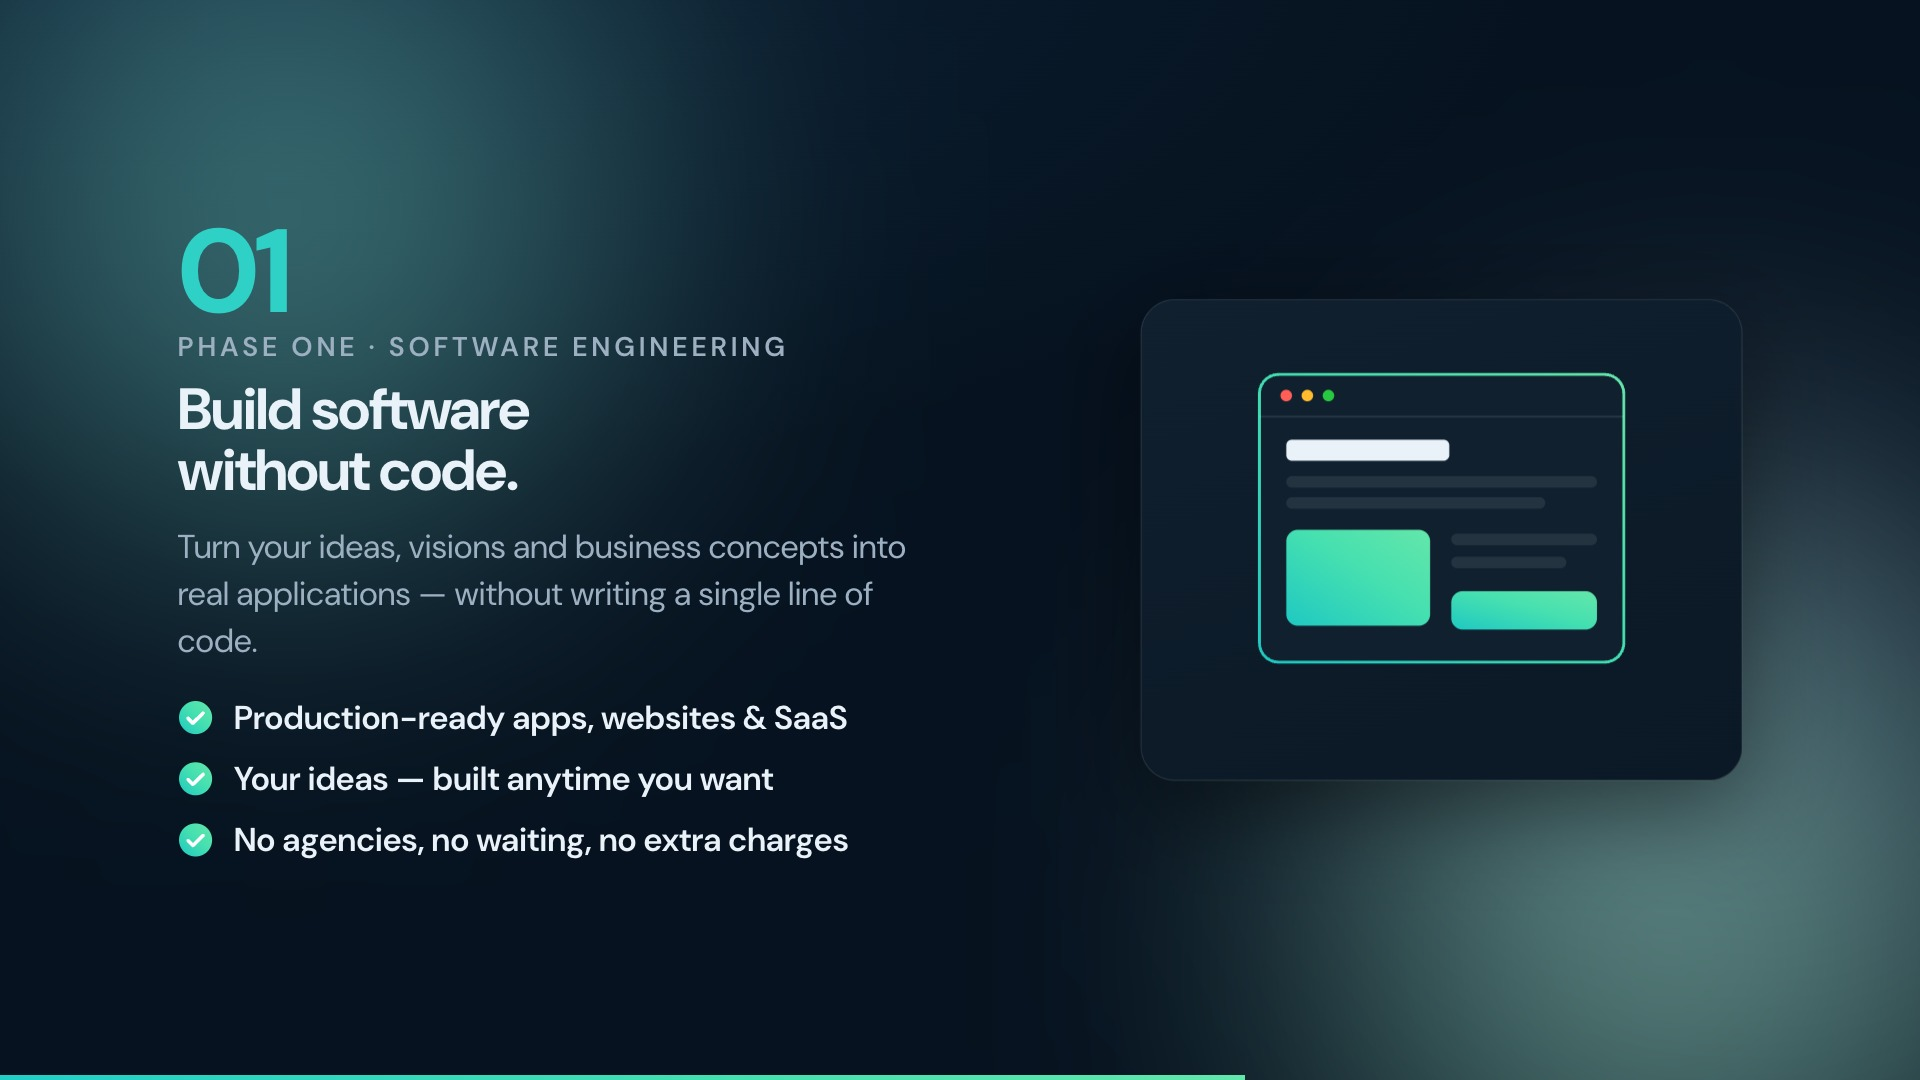 01
PHASE ONE · SOFTWARE ENGINEERING
Build software
without code.
Turn your ideas, visions and business concepts into
real applications — without writing a single line of
code.
Production-ready apps, websites & SaaS
Your ideas — built anytime you want
No agencies, no waiting, no extra charges